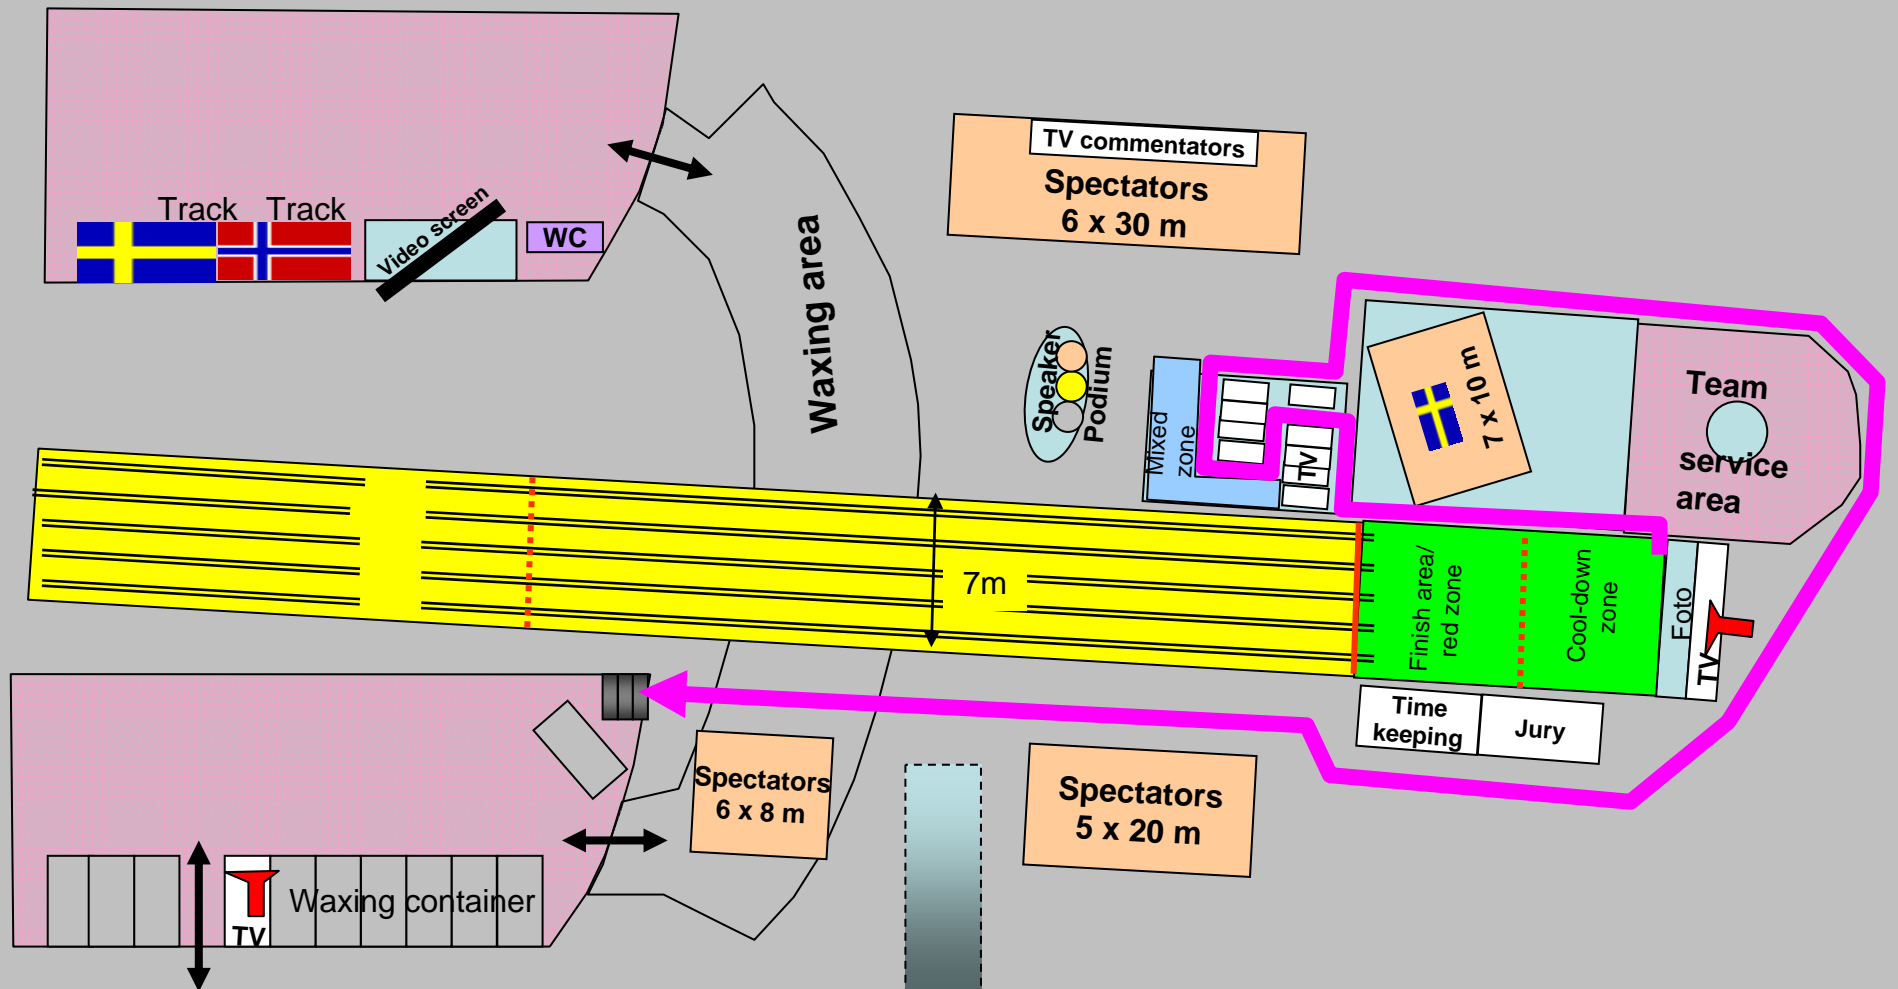 TV commentators
Spectators
6 x 30 m
Track
Track
Video screen
WC
Waxing area
Speaker
Podium
Mixed
zone
TV
7 x 10 m
Team
service
area
7m
Finish area/
red zone
Cool-down
zone
Foto
TV
Time
keeping
Jury
Spectators
6 x 8 m
Spectators
5 x 20 m
Waxing container
TV